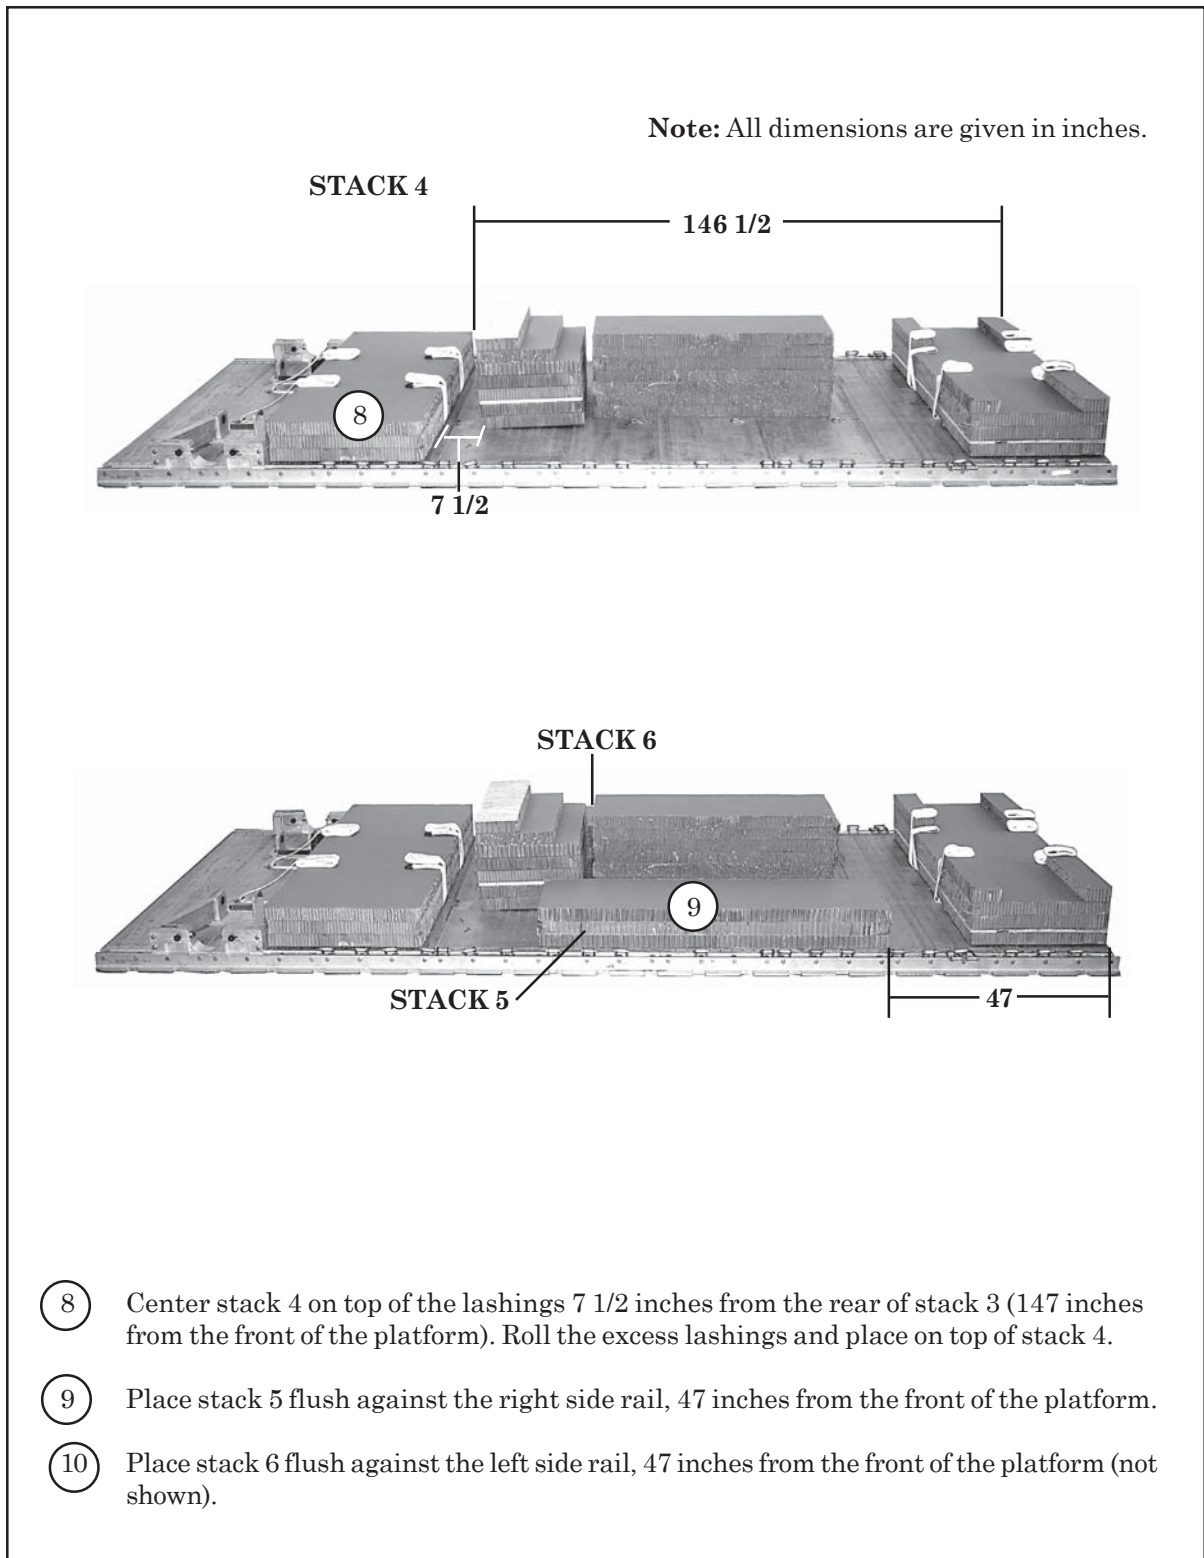 Note: All dimensions are given in inches.
STACK 4
146 1/2
8
7 1/2
STACK 6
9
STACK 5
47
8 Center stack 4 on top of the lashings 7 1/2 inches from the rear of stack 3 (147 inches
from the front of the platform). Roll the excess lashings and place on top of stack 4.
9 Place stack 5 flush against the right side rail, 47 inches from the front of the platform.
10 Place stack 6 flush against the left side rail, 47 inches from the front of the platform (not
shown).